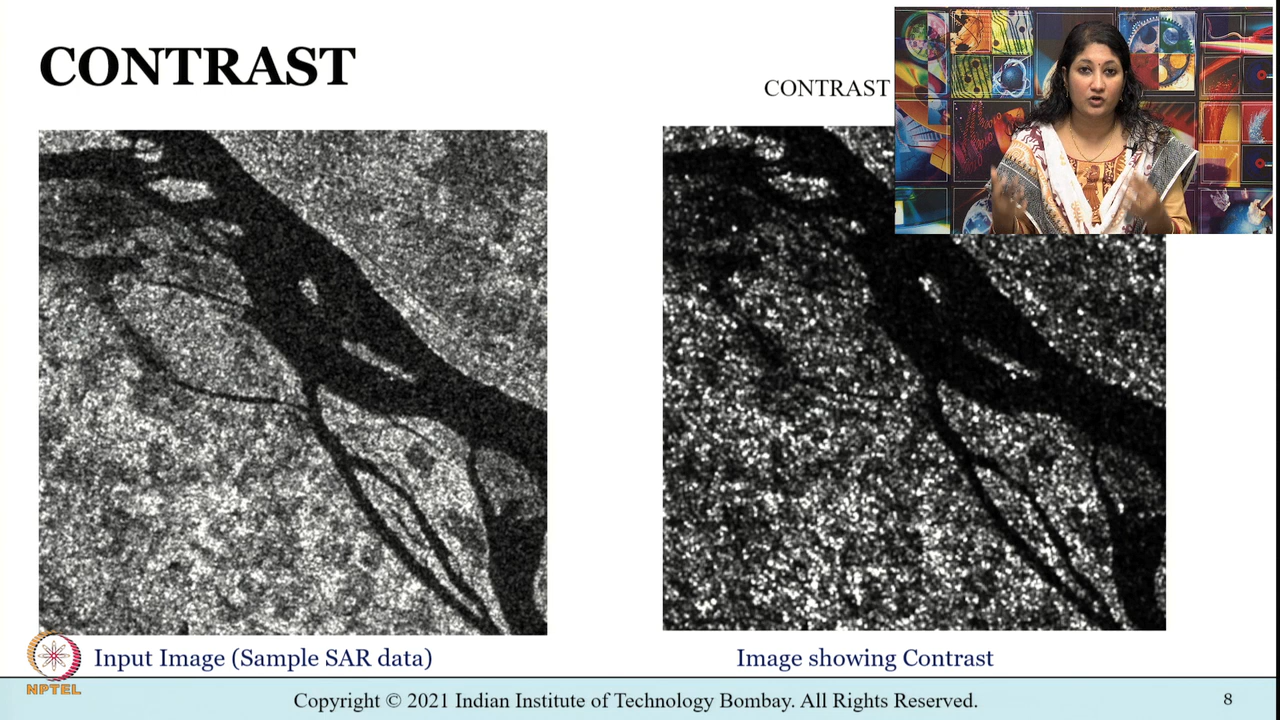 CONTRAST
CONTRAST
Input Image (Sample SAR data)
Image showing Contrast
NPTEL
Copyright © 2021 Indian Institute of Technology Bombay. All Rights Reserved.
8